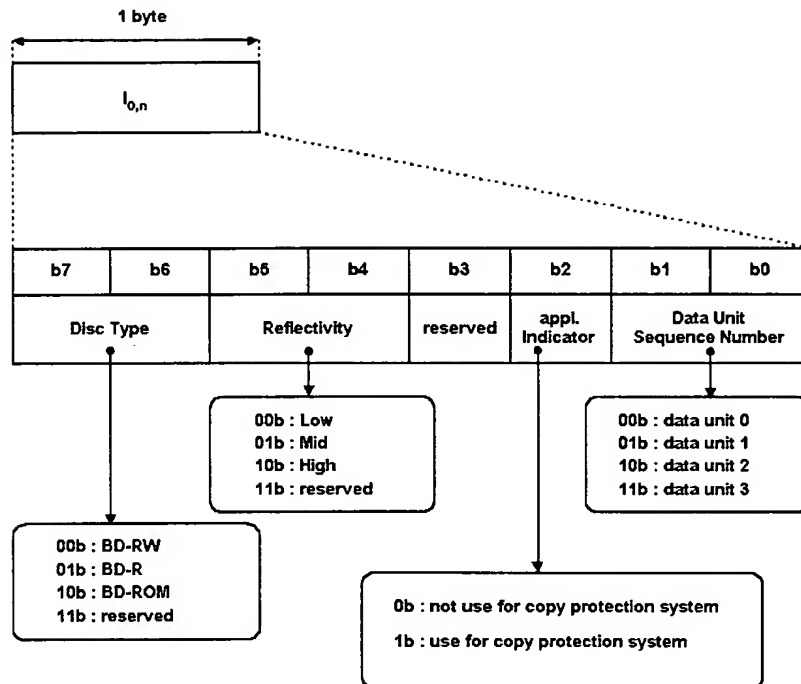 1 byte
I0,n
b7 b6 b5 b4 b3 b2 b1 b0
Disc Type
Reflectivity
reserved
appl.
Indicator
Data Unit
Sequence Number
00b : Low
01b : Mid
10b : High
11b : reserved
00b : data unit 0
01b : data unit 1
10b : data unit 2
11b : data unit 3
00b : BD-RW
01b : BD-R
10b : BD-ROM
11b : reserved
0b : not use for copy protection system
1b : use for copy protection system